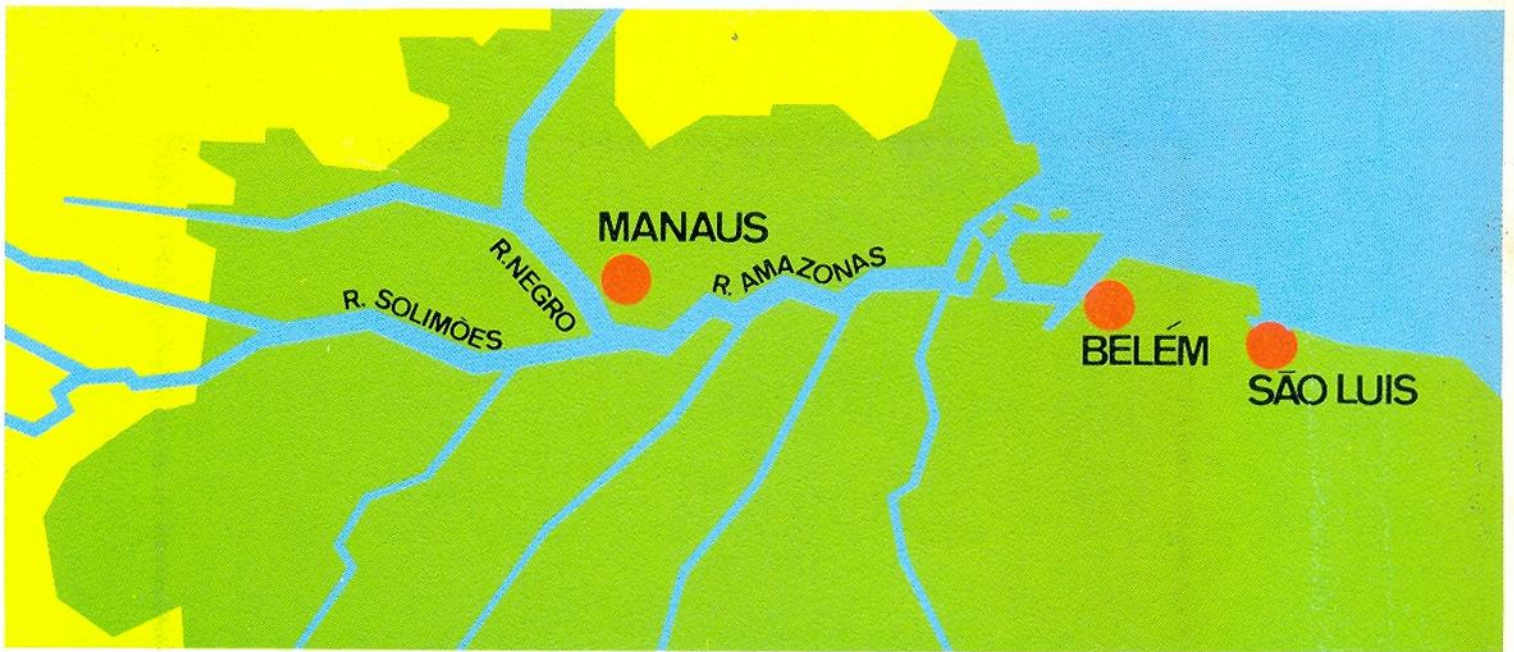 MANAUS
R. NEGRO
R. AMAZONAS
R. SOLIMÕES
BELÉM
SÃO LUIS